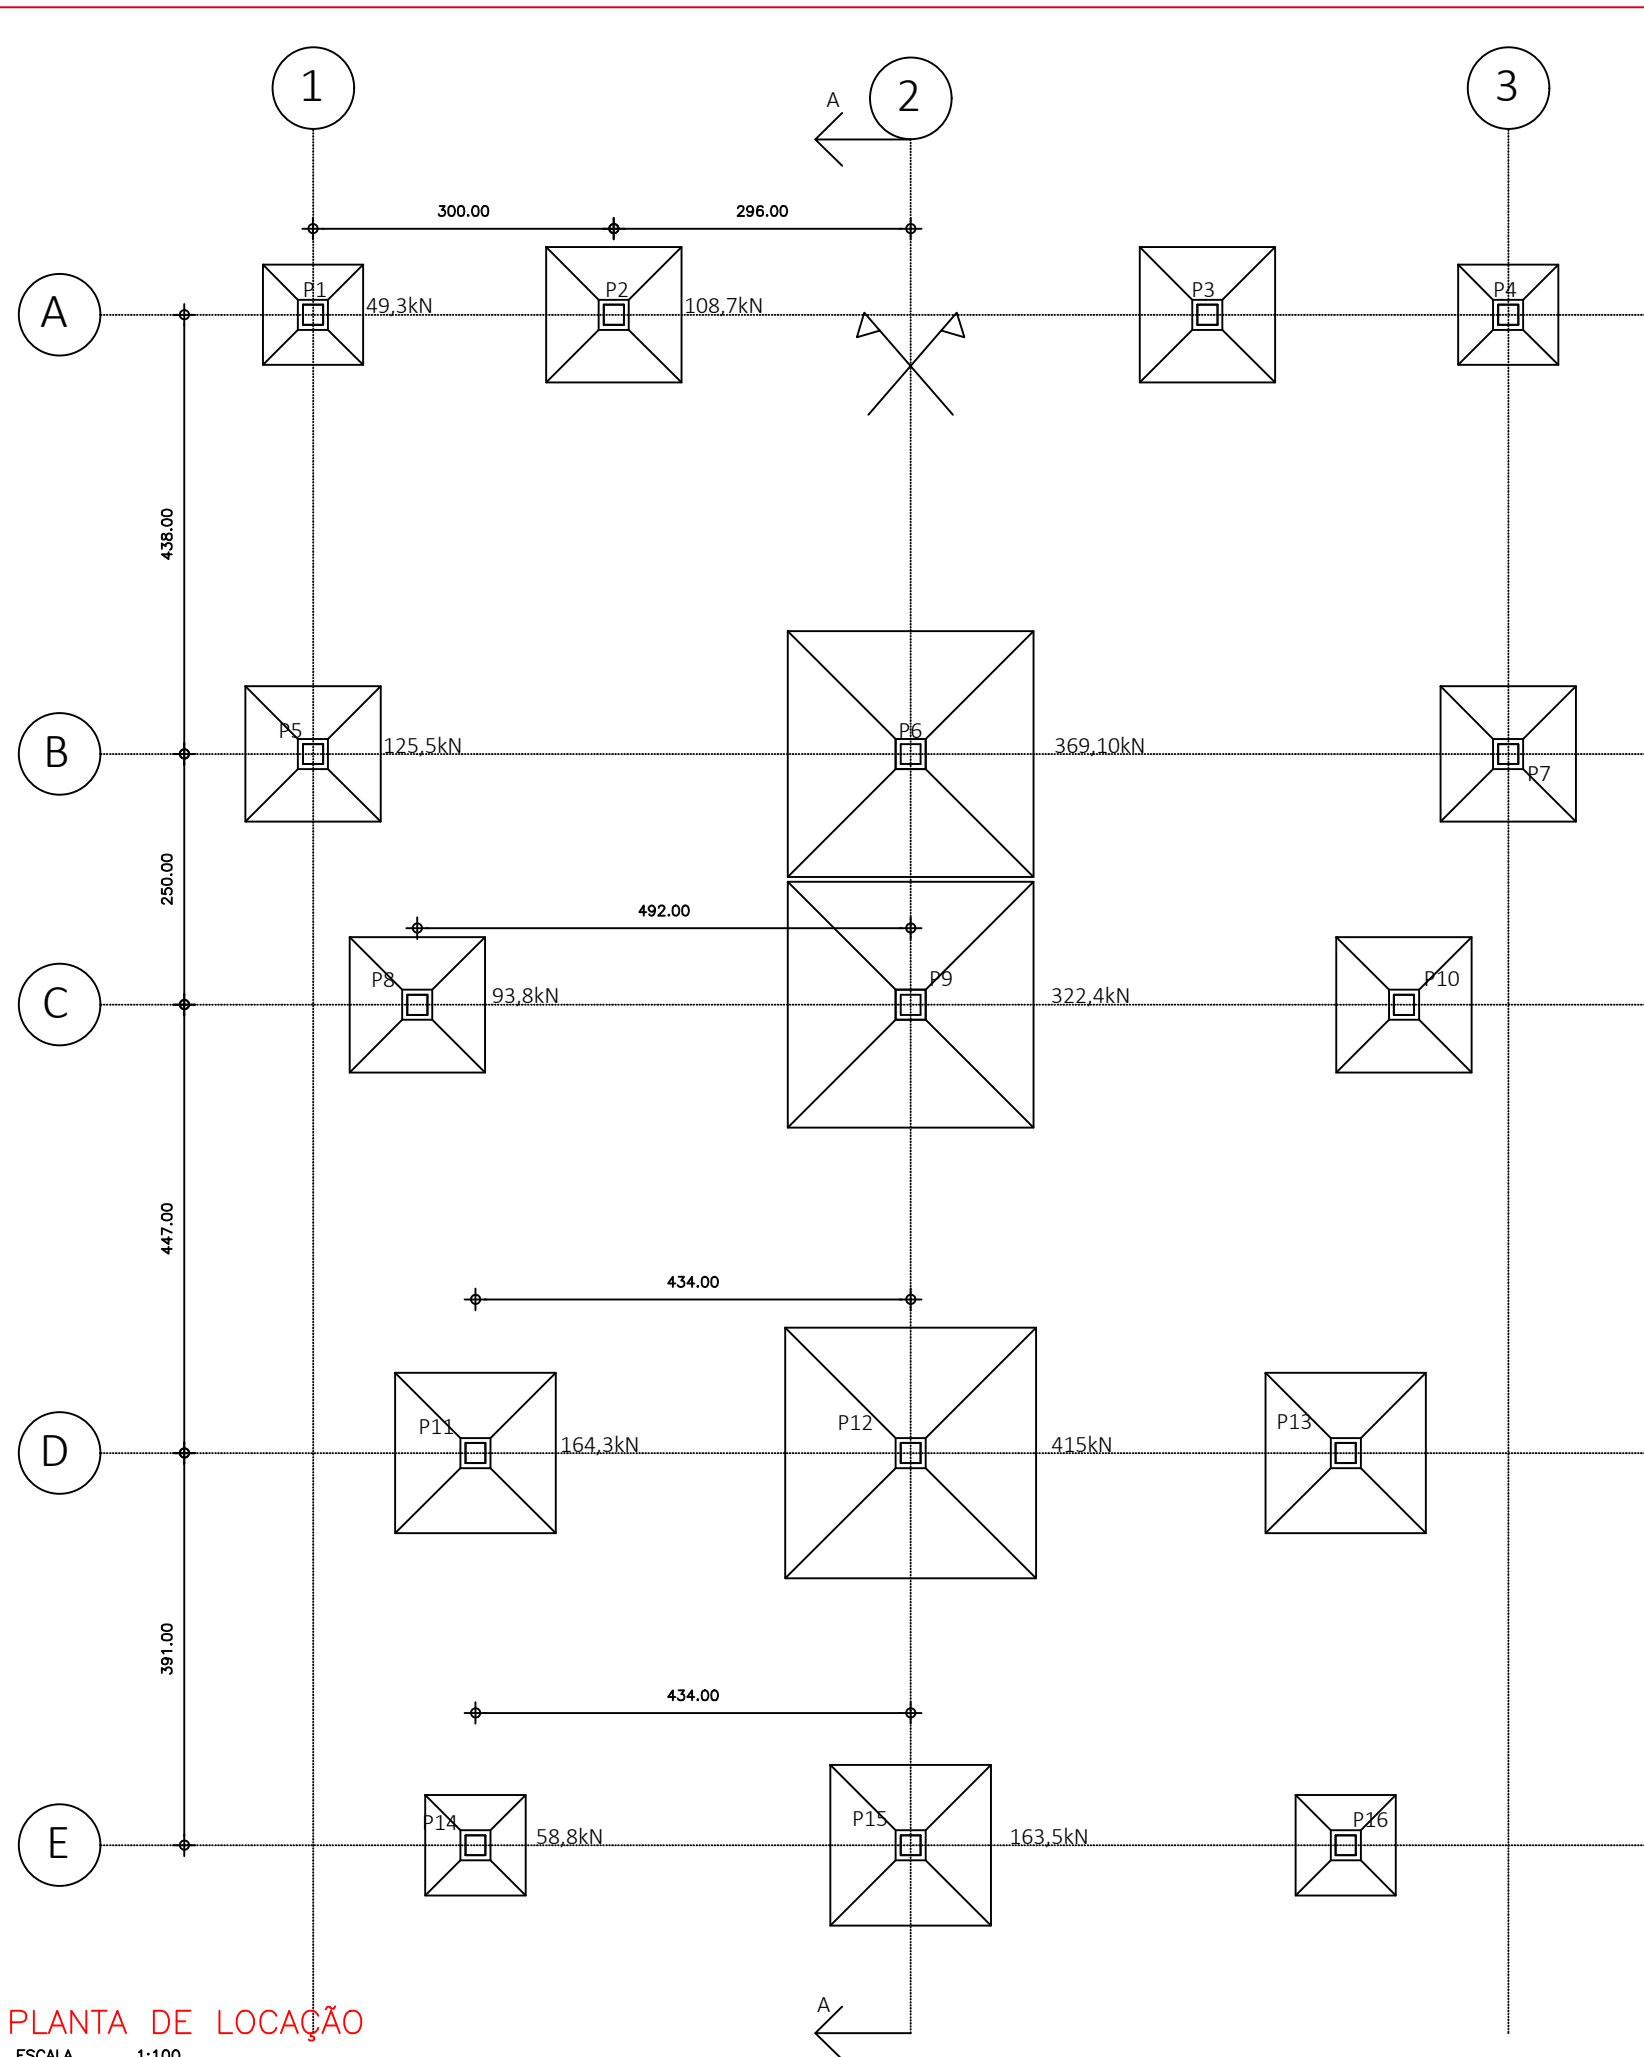 1
2
3
A
300.00
296.00
A
P1
49,3kN
P2
108,7kN
P3
P4
438.00
B
P5
125,5kN
P6
369,10kN
P7
250.00
492.00
C
P8
93,8kN
P9
322,4kN
P10
447.00
434.00
D
P11
164,3kN
P12
415kN
P13
391.00
434.00
E
P14
58,8kN
P15
163,5kN
P16
A
PLANTA DE LOCAÇÃO
ESCALA 1:100